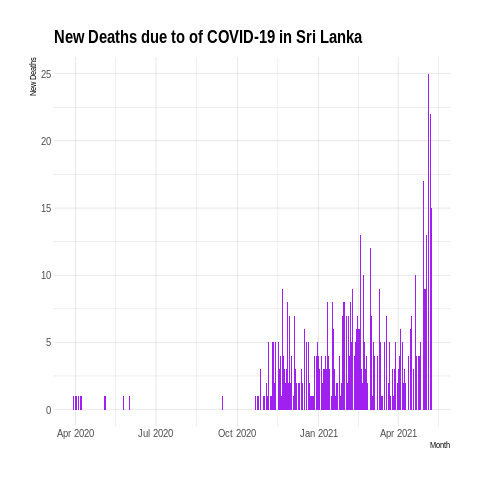 New Deaths due to of COVID-19 in Sri Lanka
New Deaths
25
20
15
10
5
0
Apr 2020 Jul 2020 Oct 2020 Jan 2021 Apr 2021
Month